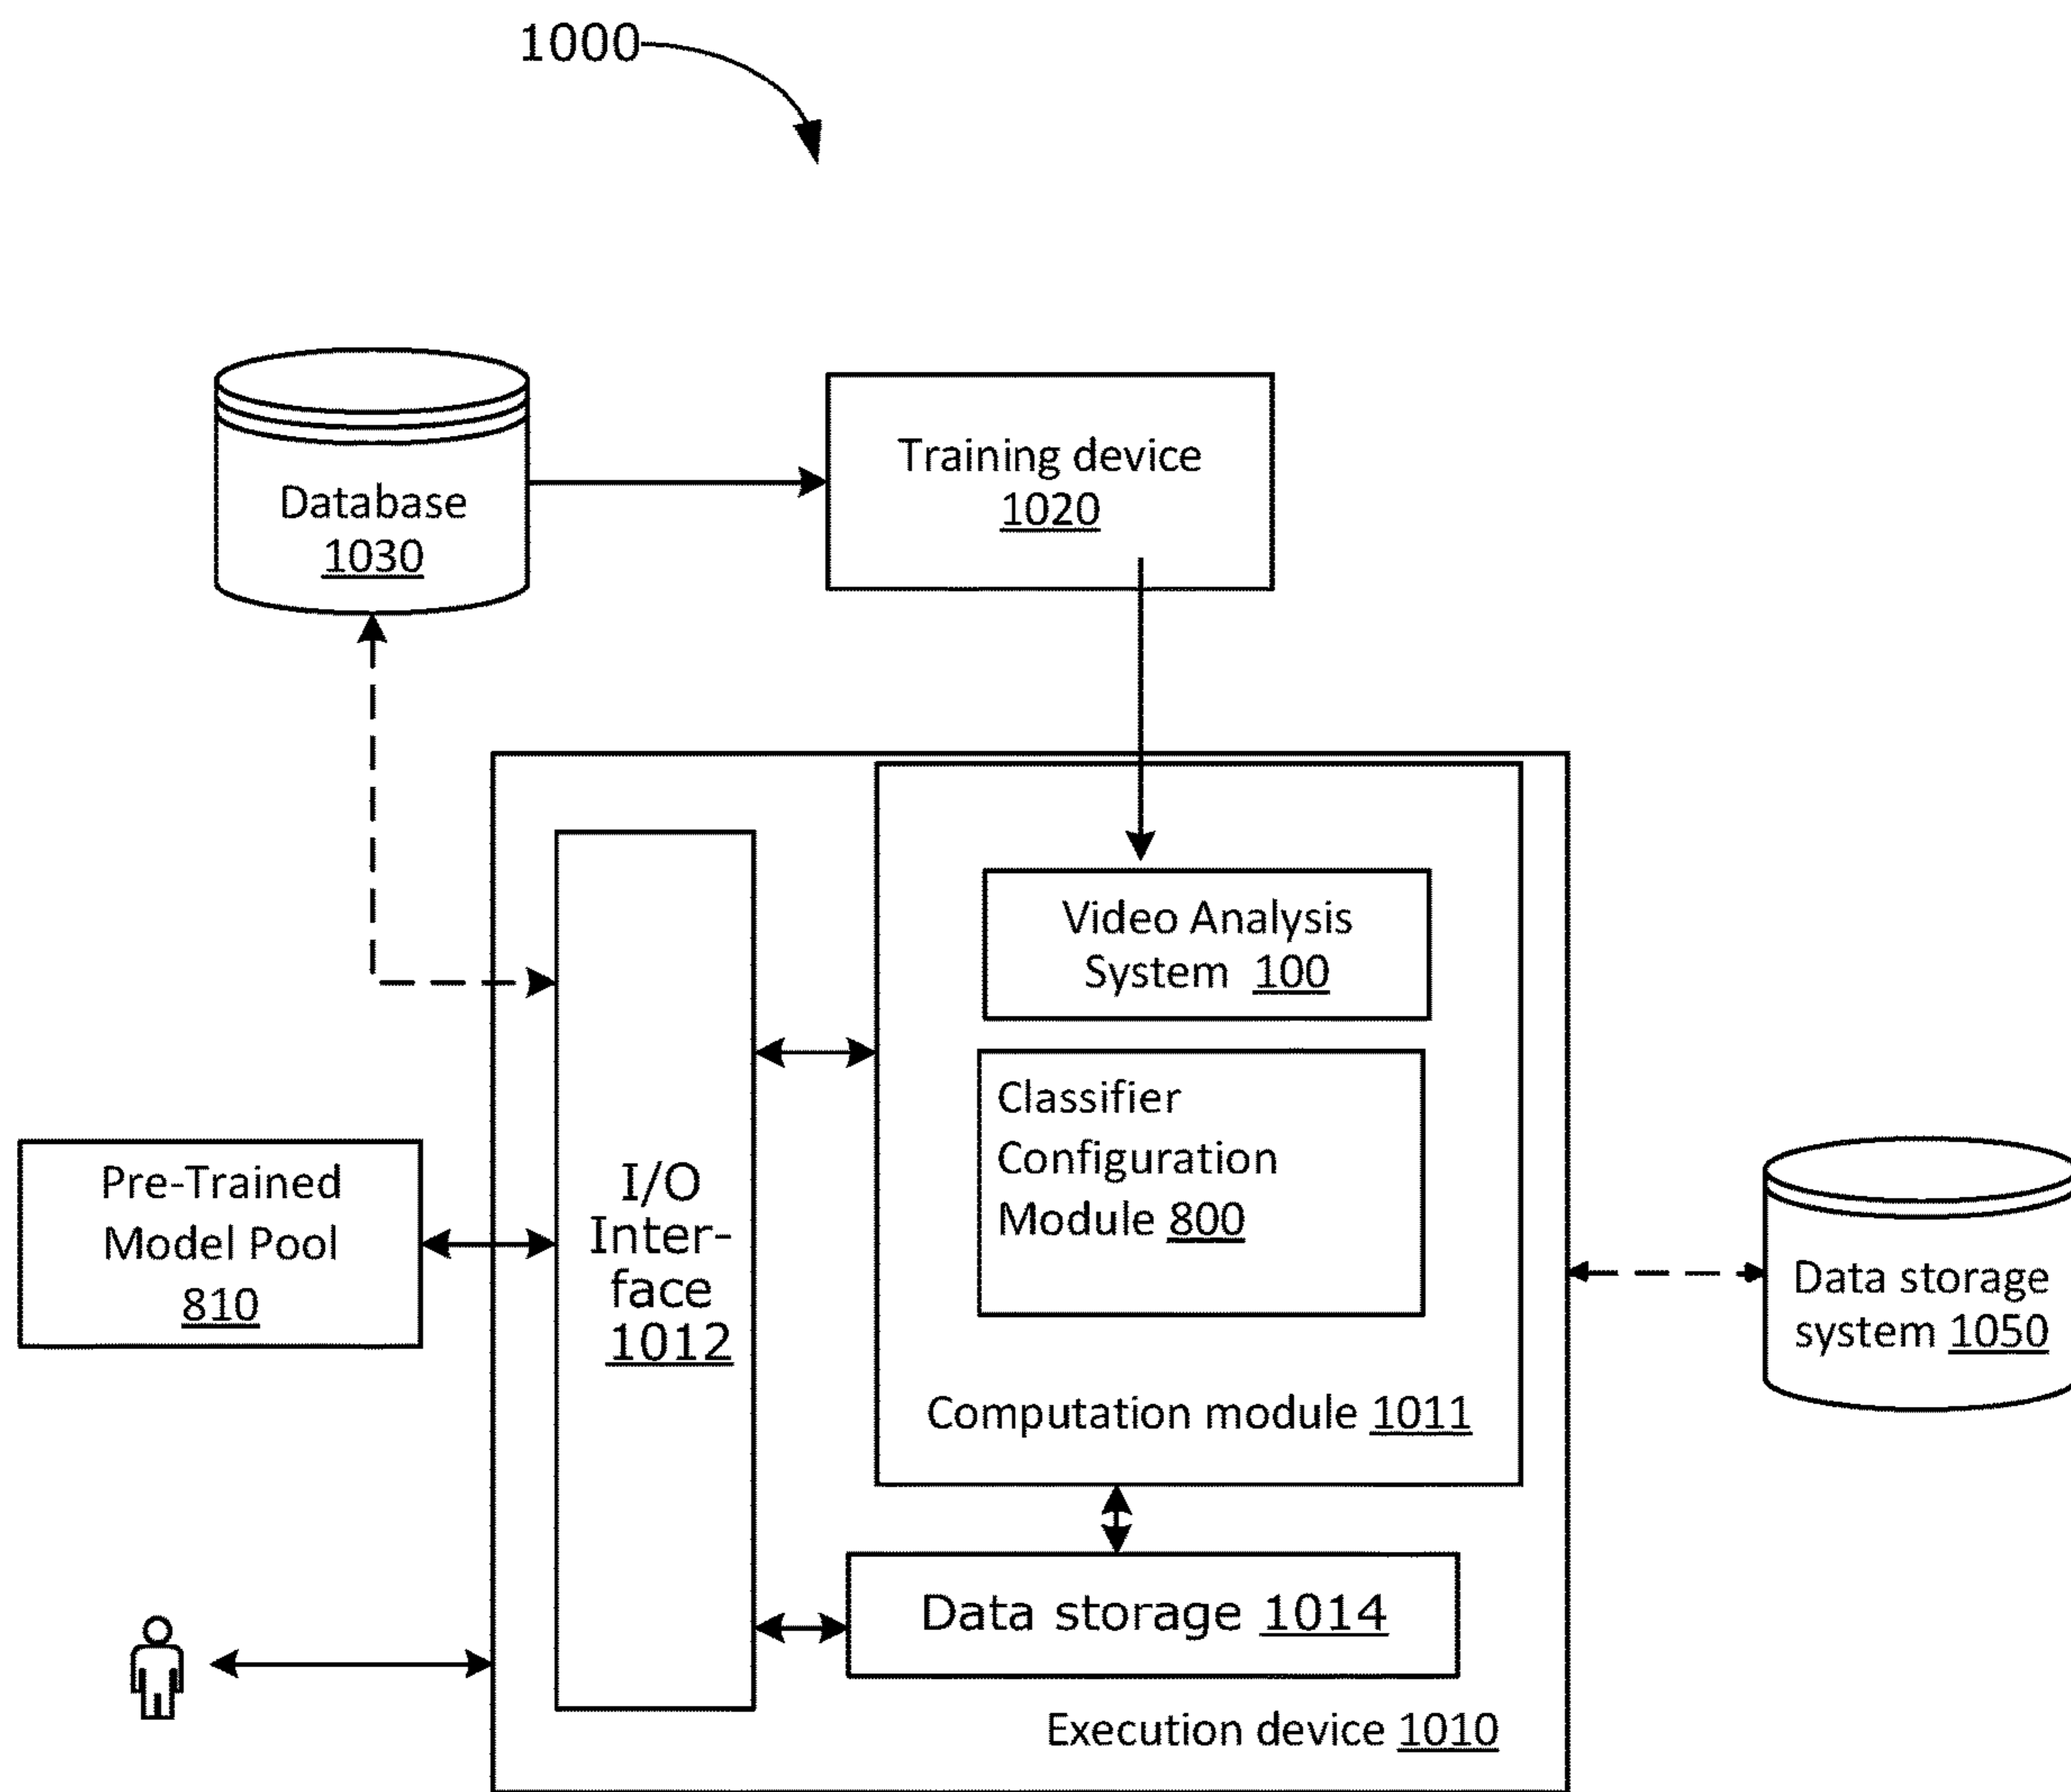 1000
Training device
1020
Database
1030
Video Analysis
System 100
Classifier
Configuration
Module 800
Pre-Trained
Model Pool
810
I/O
Inter-
face
1012
Data storage
system 1050
Computation module 1011
Data storage 1014
Execution device 1010